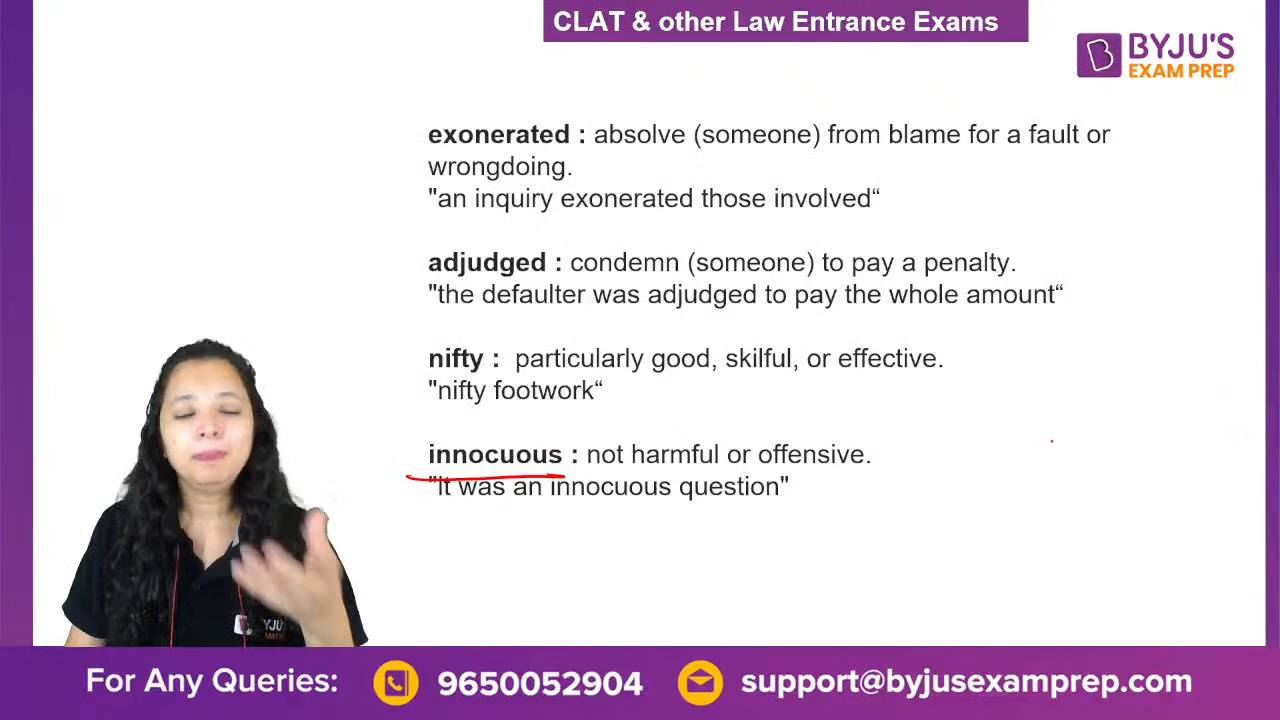 CLAT & other Law Entrance Exams
BYJU'S
EXAM PREP
exonerated : absolve (someone) from blame for a fault or
wrongdoing.
"an inquiry exonerated those involved“
adjudged : condemn (someone) to pay a penalty.
"the defaulter was adjudged to pay the whole amount“
nifty :  particularly good, skilful, or effective.
"nifty footwork“
innocuous : not harmful or offensive.
"It was an innocuous question"
BYJU
EXAM
For Any Queries:
9650052904
support@byjusexamprep.com